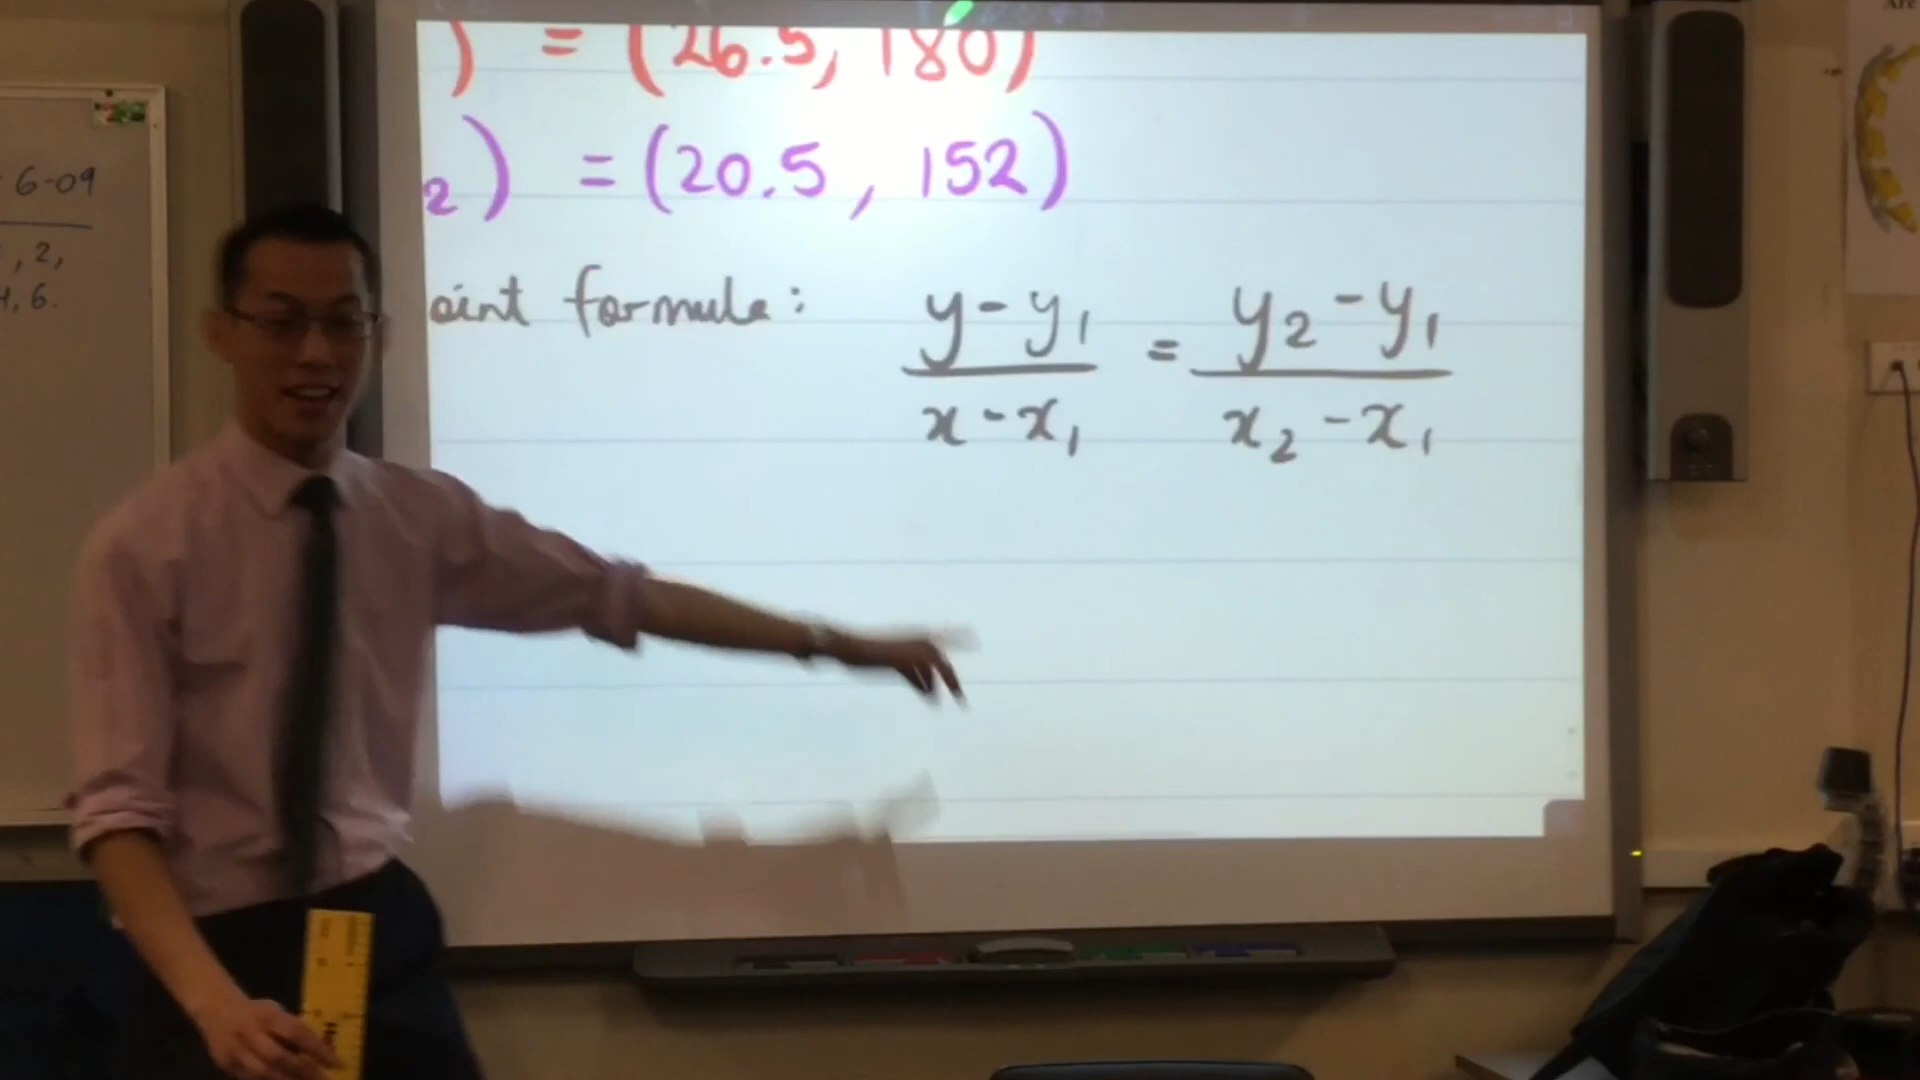 ) = (26.5, 180)
2) = (20.5, 152)
oint formula: y - y1 / x - x1 = y2 - y1 / x2 - x1
6-09
, 2,
4, 6.
Are